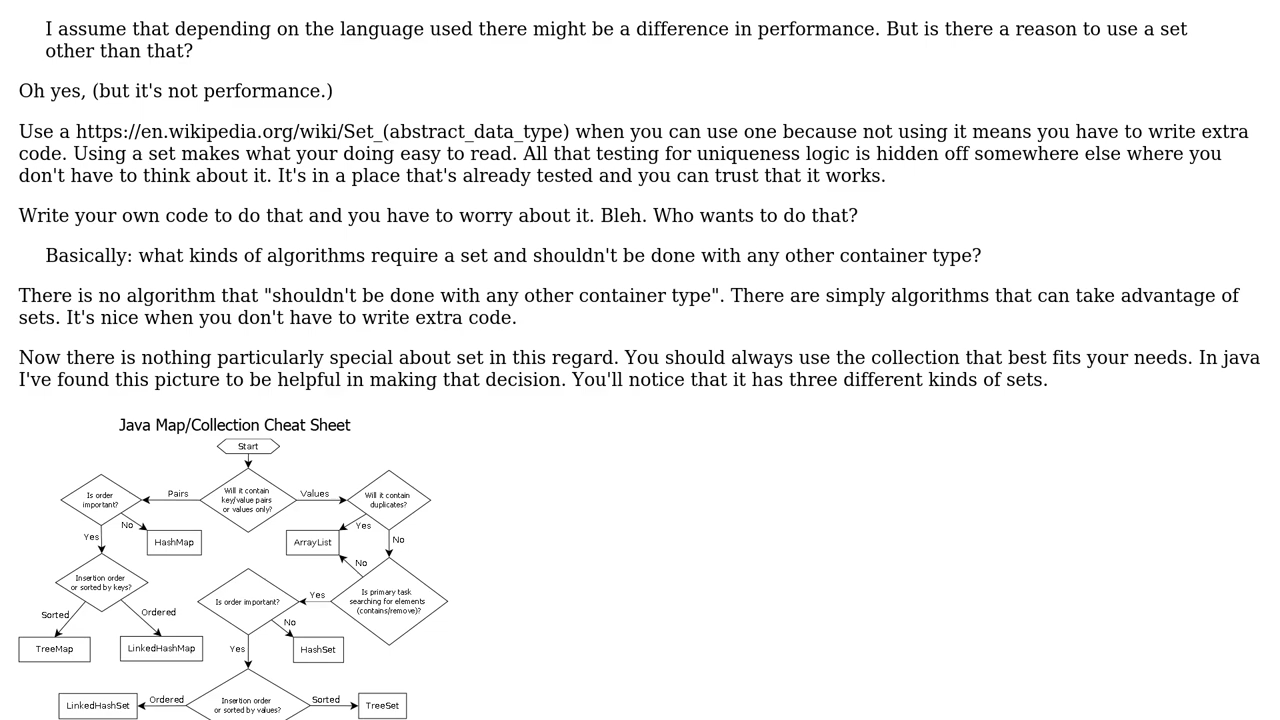 I assume that depending on the language used there might be a difference in performance. But is there a reason to use a set
other than that?
Oh yes, (but it's not performance.)
Use a https://en.wikipedia.org/wiki/Set_(abstract_data_type) when you can use one because not using it means you have to write extra
code. Using a set makes what your doing easy to read. All that testing for uniqueness logic is hidden off somewhere else where you
don't have to think about it. It's in a place that's already tested and you can trust that it works.
Write your own code to do that and you have to worry about it. Bleh. Who wants to do that?
Basically: what kinds of algorithms require a set and shouldn't be done with any other container type?
There is no algorithm that "shouldn't be done with any other container type". There are simply algorithms that can take advantage of
sets. It's nice when you don't have to write extra code.
Now there is nothing particularly special about set in this regard. You should always use the collection that best fits your needs. In java
I've found this picture to be helpful in making that decision. You'll notice that it has three different kinds of sets.
Java Map/Collection Cheat Sheet
Start
Will it contain
key/value pairs
or values only?
Pairs
Values
Is order
important?
No
HashMap
Yes
Insertion order
or sorted by keys?
Sorted
Ordered
TreeMap
LinkedHashMap
Will it contain
duplicates?
Yes
ArrayList
No
No
Is primary task
searching for elements
(contains/remove)?
Yes
Is order important?
No
HashSet
Yes
Insertion order
or sorted by values?
Ordered
Sorted
LinkedHashSet
TreeSet